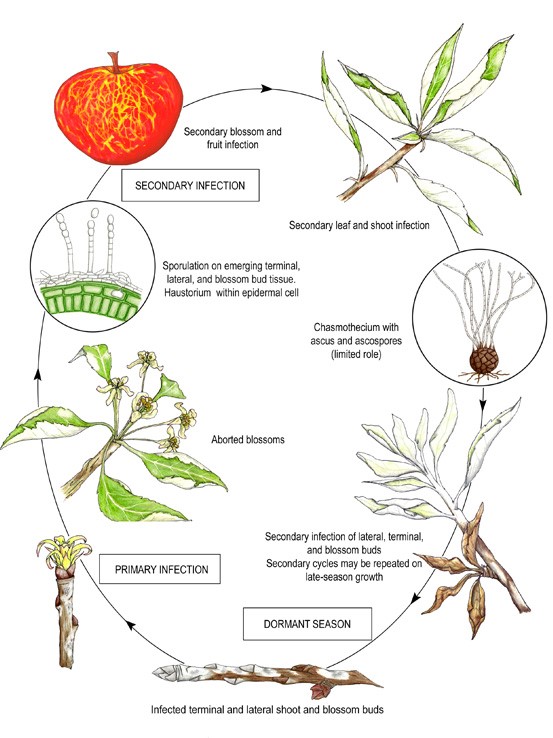 Secondary blossom and
fruit infection
SECONDARY INFECTION
Secondary leaf and shoot infection
Sporulation on emerging terminal,
lateral, and blossom bud tissue.
Haustorium within epidermal cell
Chasmothecium with
ascus and ascospores
(limited role)
Aborted blossoms
Secondary infection of lateral, terminal,
and blossom buds
Secondary cycles may be repeated on
late-season growth
PRIMARY INFECTION
DORMANT SEASON
Infected terminal and lateral shoot and blossom buds